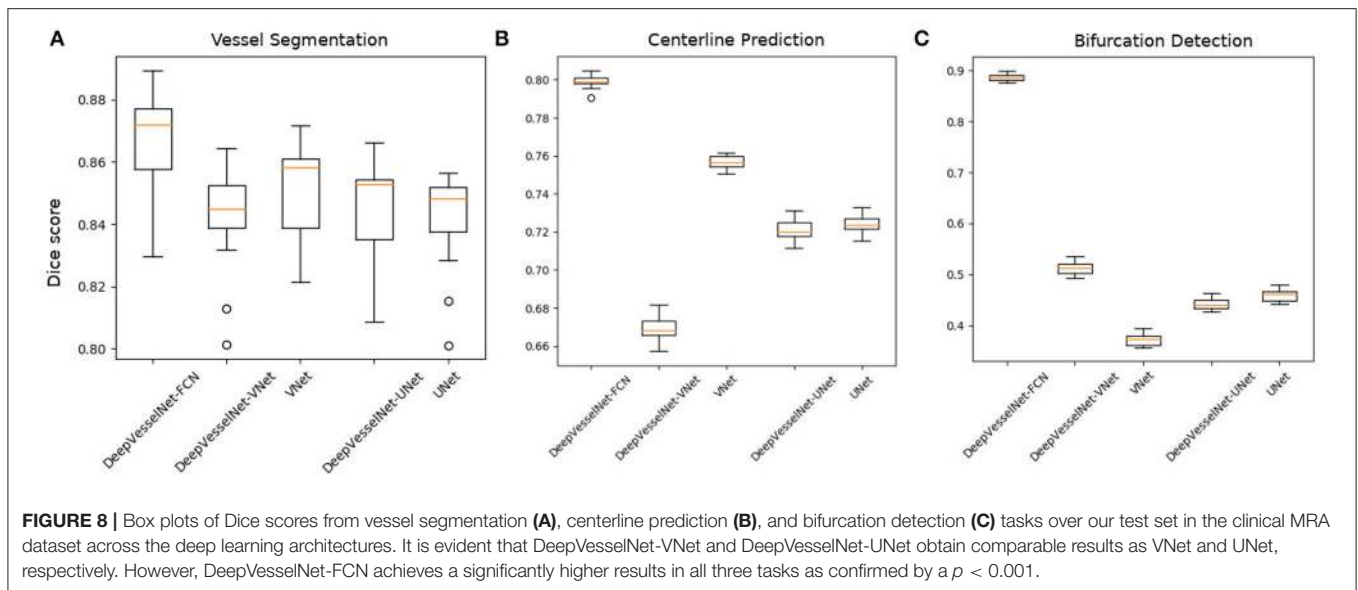 A
Vessel Segmentation
Dice score
0.88
0.86
0.84
0.82
0.80
DeepVesselNet-FCN
DeepVesselNet-VNet
VNet
DeepVesselNet-UNet
UNet
B
Centerline Prediction
0.80
0.78
0.76
0.74
0.72
0.70
0.68
0.66
DeepVesselNet-FCN
DeepVesselNet-VNet
VNet
DeepVesselNet-UNet
UNet
C
Bifurcation Detection
0.9
0.8
0.7
0.6
0.5
0.4
DeepVesselNet-FCN
DeepVesselNet-VNet
VNet
DeepVesselNet-UNet
UNet
FIGURE 8 | Box plots of Dice scores from vessel segmentation (A), centerline prediction (B), and bifurcation detection (C) tasks over our test set in the clinical MRA
dataset across the deep learning architectures. It is evident that DeepVesselNet-VNet and DeepVesselNet-UNet obtain comparable results as VNet and UNet,
respectively. However, DeepVesselNet-FCN achieves a significantly higher results in all three tasks as confirmed by a p < 0.001.